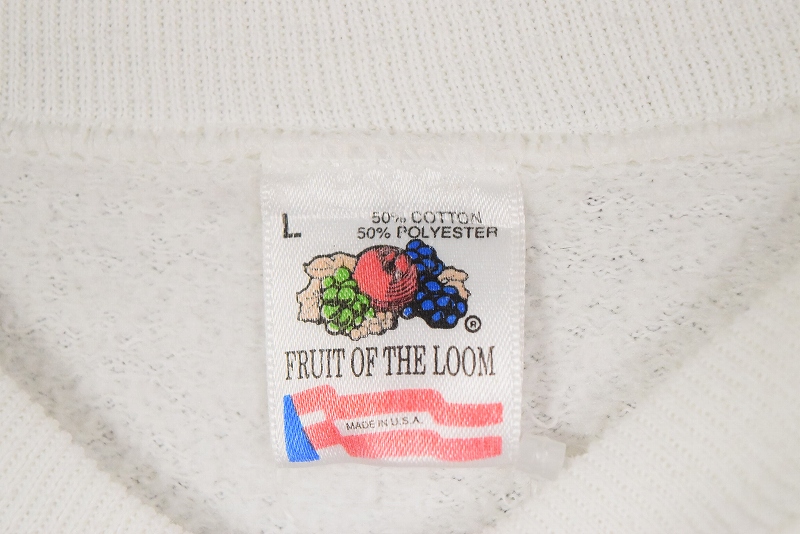 L
50% COTTON
50% POLYESTER
®
FRUIT OF THE LOOM
MADE IN U.S.A.